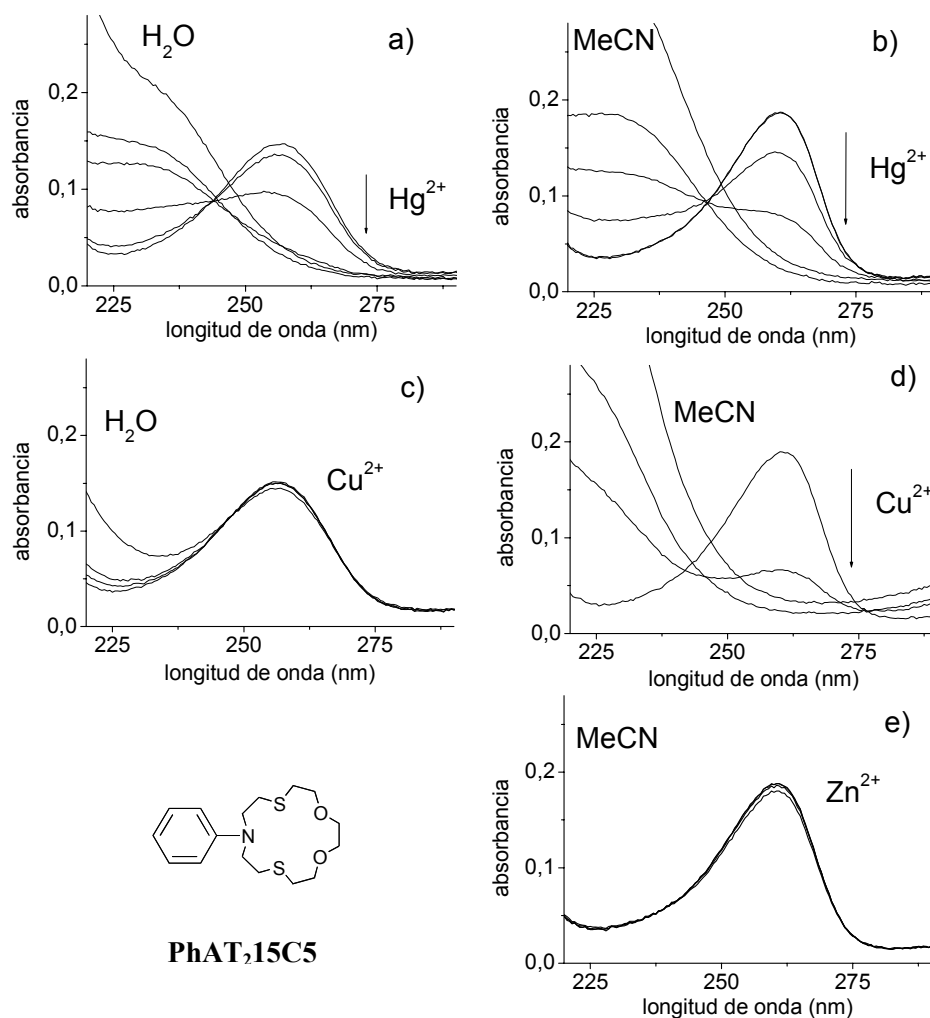 H₂O
a)
Hg²⁺
absorbancia
0,2
0,1
0,0
225 250 275
longitud de onda (nm)
MeCN
b)
Hg²⁺
absorbancia
0,2
0,1
0,0
225 250 275
longitud de onda (nm)
H₂O
c)
Cu²⁺
absorbancia
0,2
0,1
0,0
225 250 275
longitud de onda (nm)
MeCN
d)
Cu²⁺
absorbancia
0,2
0,1
0,0
225 250 275
longitud de onda (nm)
N
S
O
O
S
PhAT₂15C5
MeCN
e)
Zn²⁺
absorbancia
0,2
0,1
0,0
225 250 275
longitud de onda (nm)